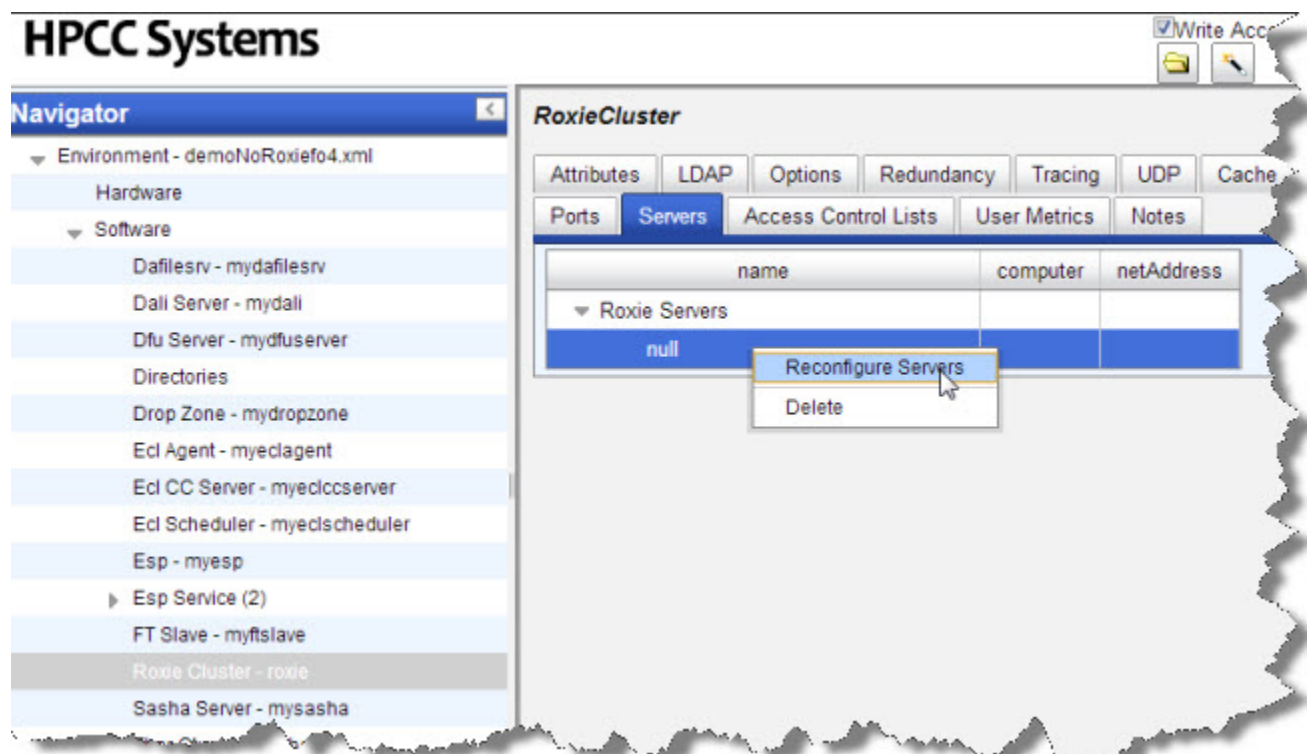 HPCC Systems
Write Acc
Navigator
Environment - demoNoRoxiefo4.xml
Hardware
Software
Dafilesrv - mydafilesrv
Dali Server - mydali
Dfu Server - mydfuserver
Directories
Drop Zone - mydropzone
Ecl Agent - myeclagent
Ecl CC Server - myeclccserver
Ecl Scheduler - myeclscheduler
Esp - myesp
Esp Service (2)
FT Slave - myftslave
Roxie Cluster - roxie
Sasha Server - mysasha
RoxieCluster
Attributes LDAP Options Redundancy Tracing UDP Cache
Ports Servers Access Control Lists User Metrics Notes
name computer netAddress
Roxie Servers
null
Reconfigure Servers
Delete